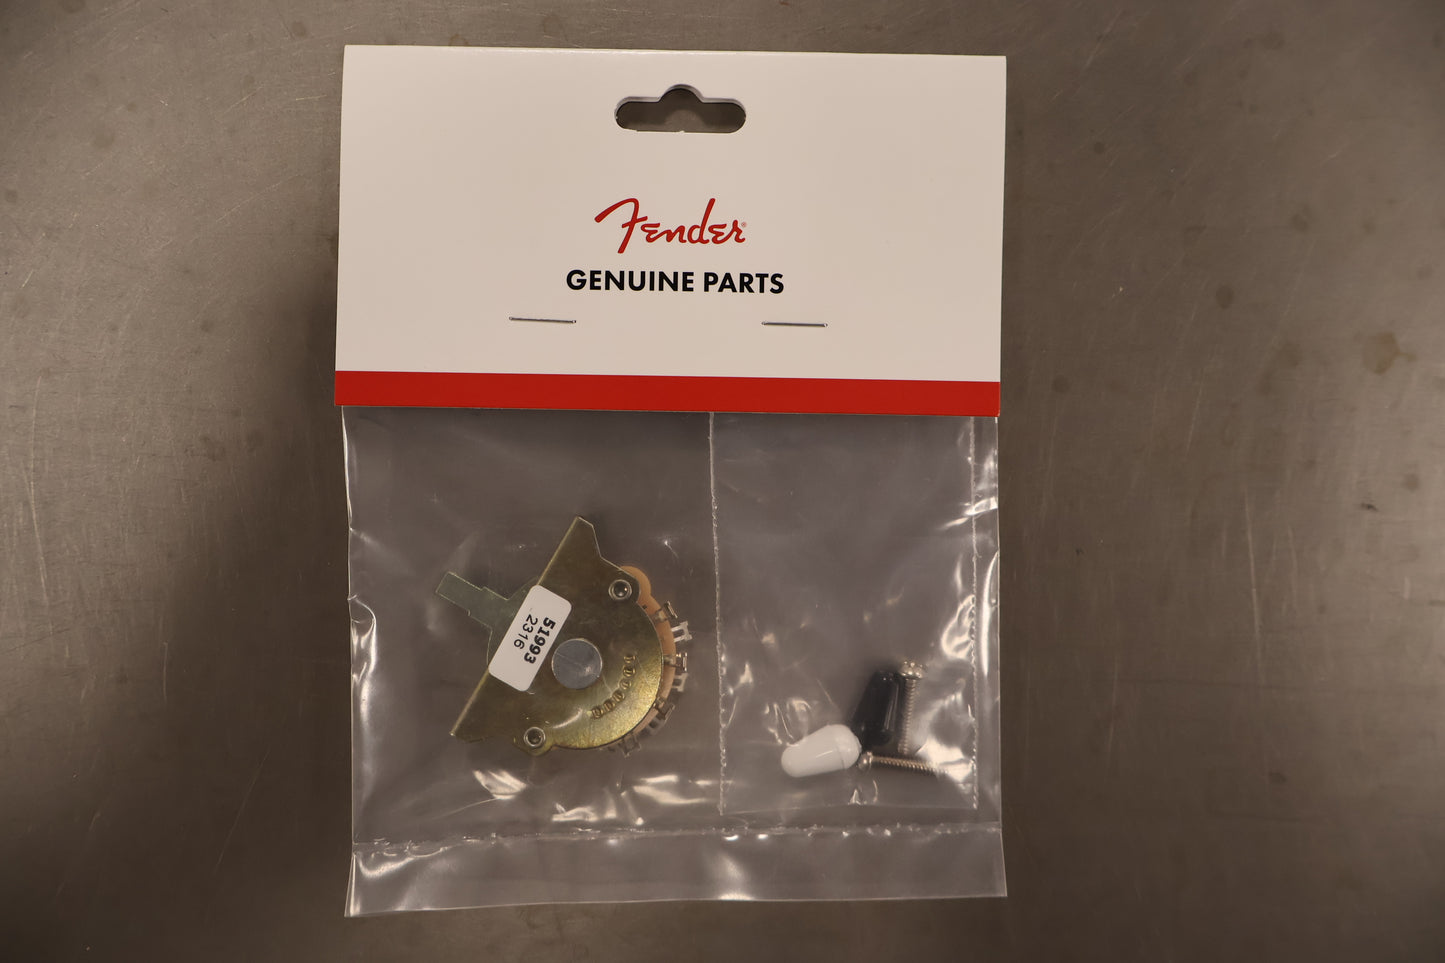 Fender®
GENUINE PARTS
51993
2316